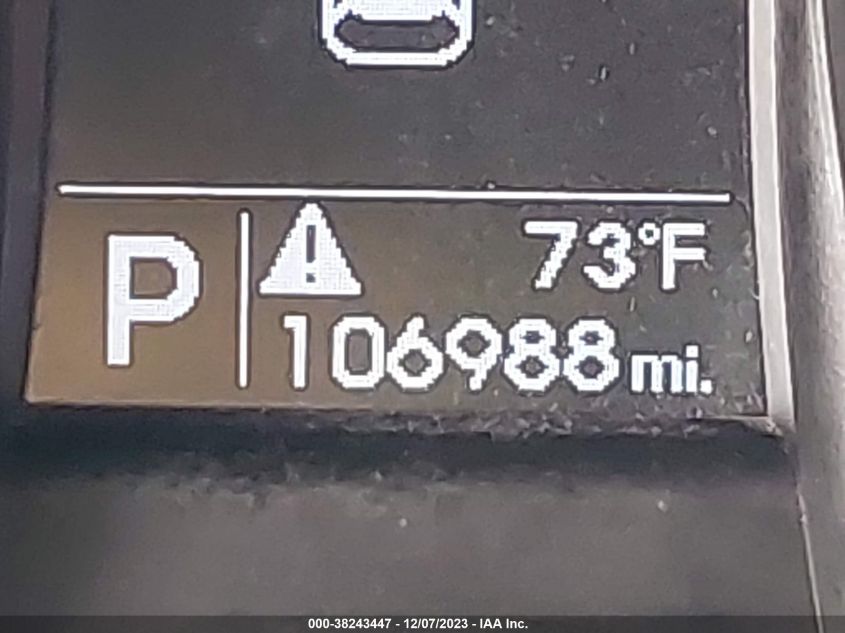 P
73°F
106988 mi.
000-38243447 - 12/07/2023 - IAA Inc.